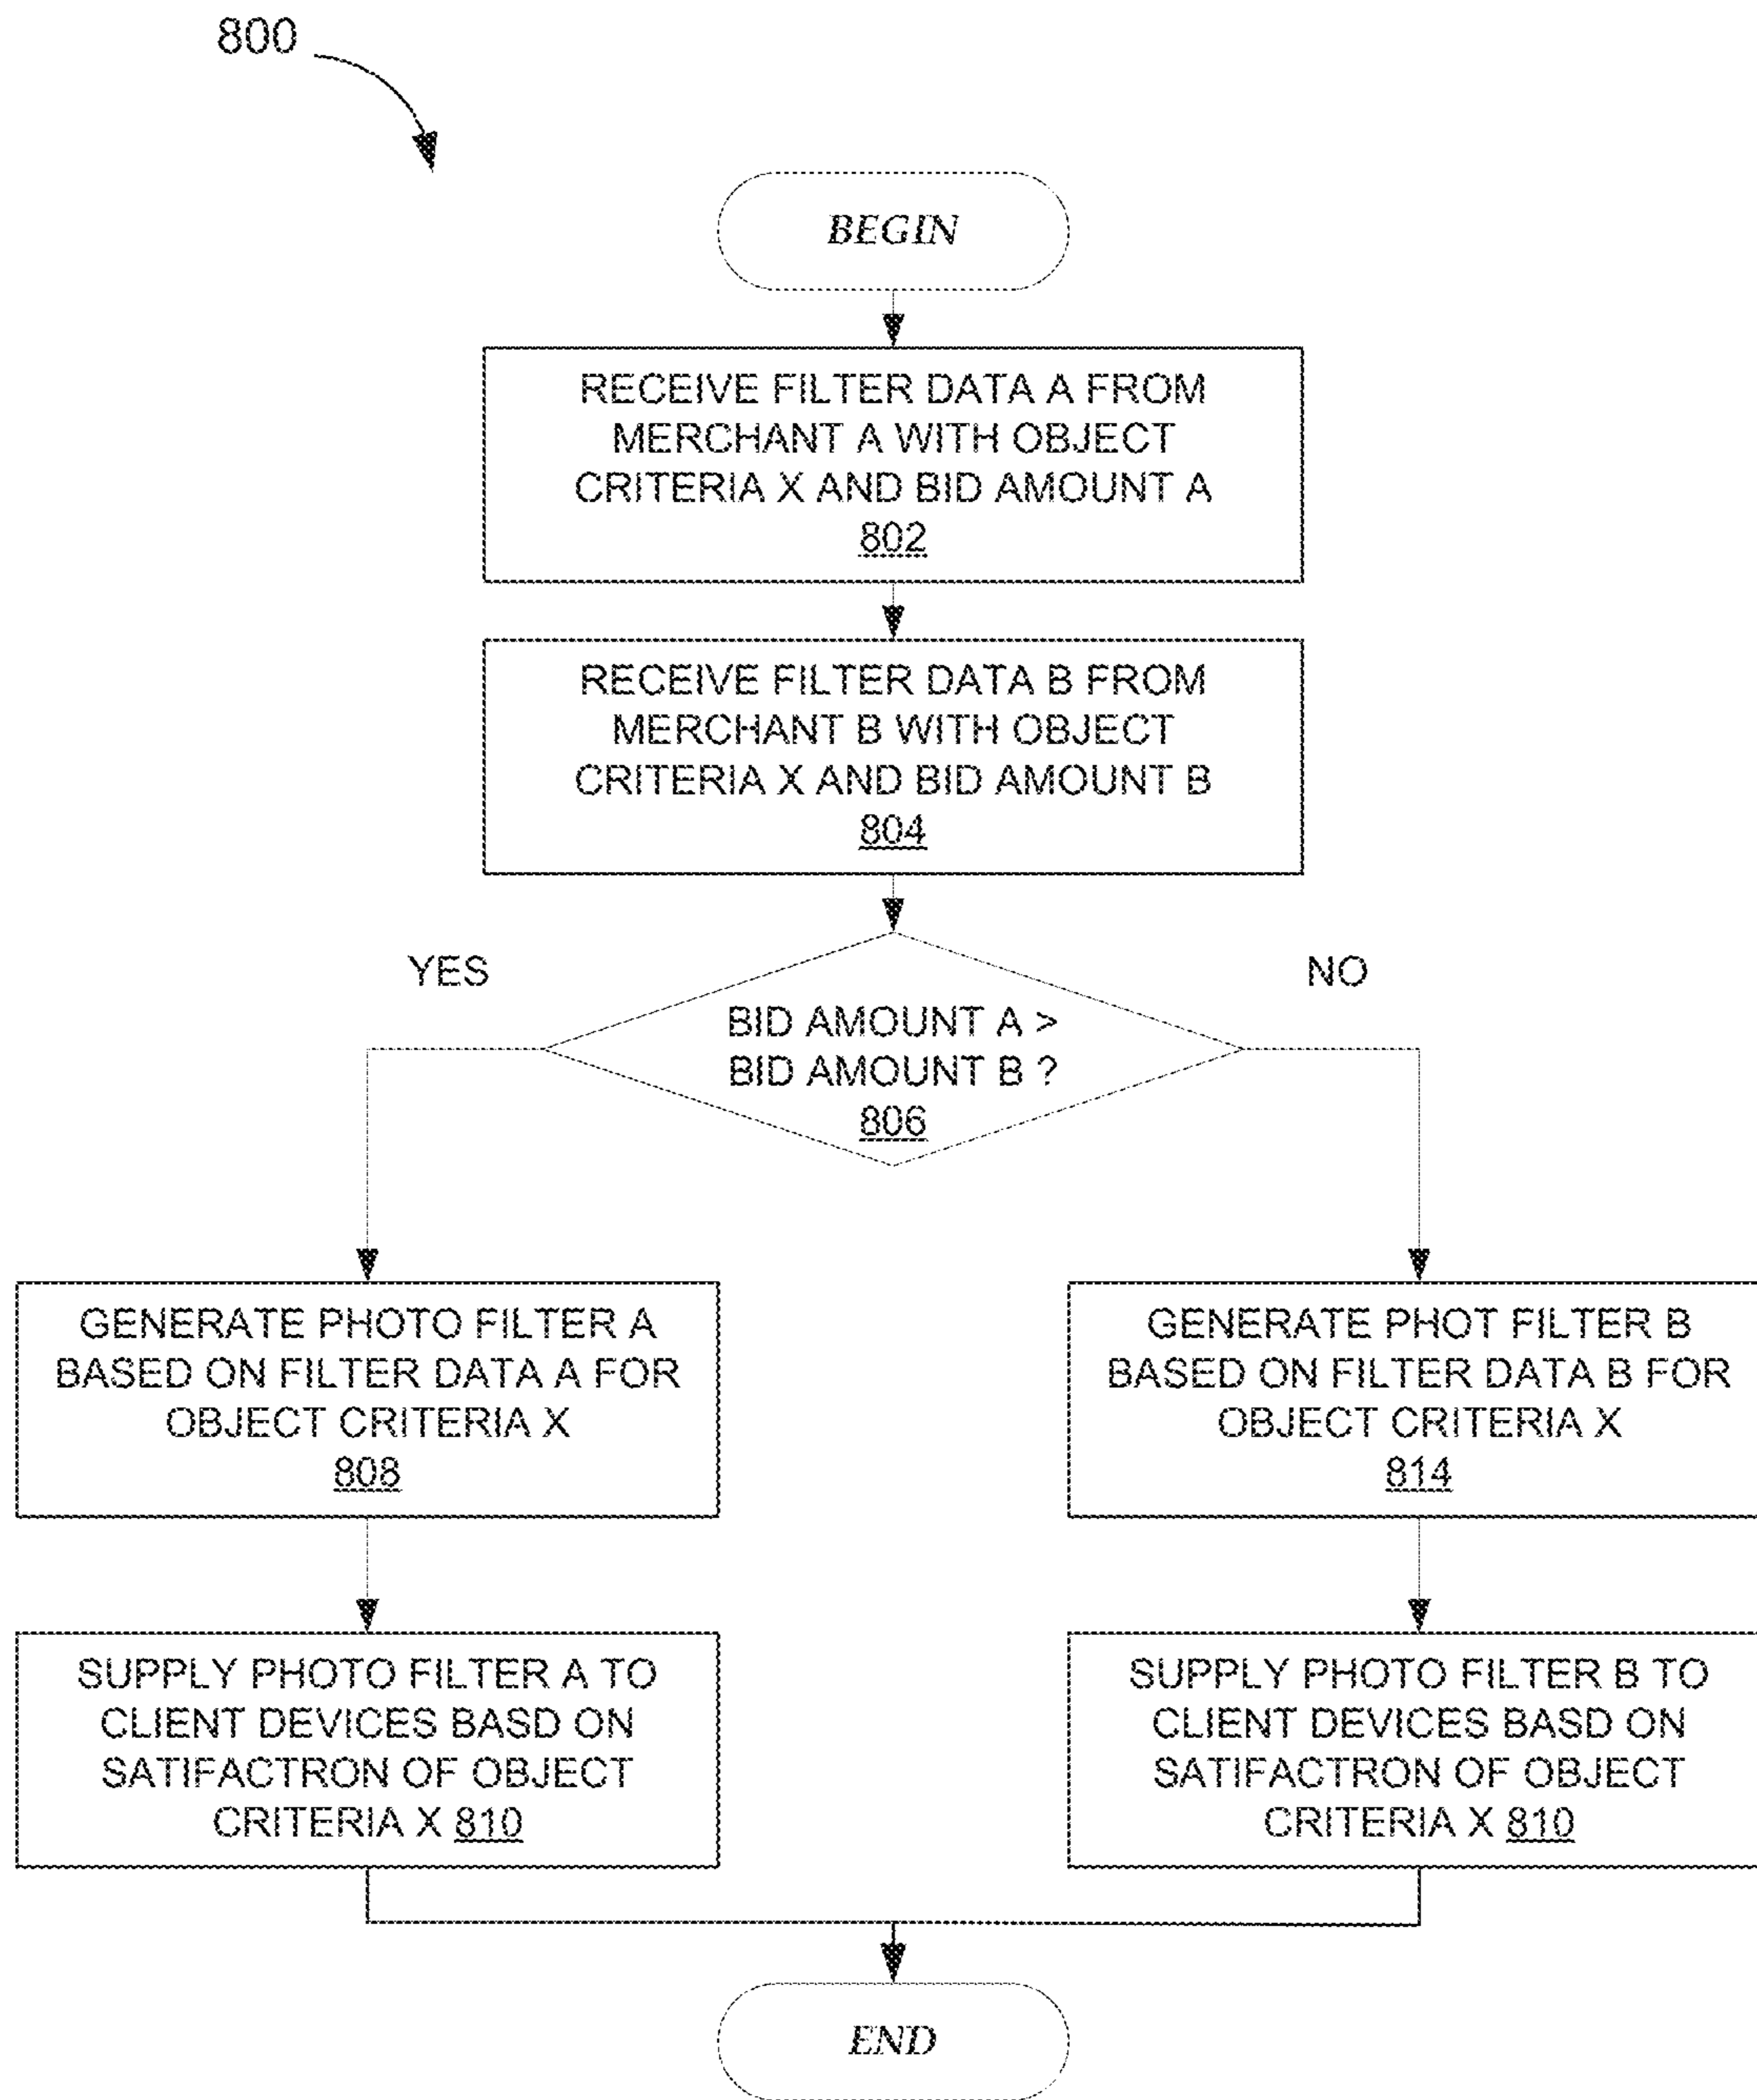 800
BEGIN
RECEIVE FILTER DATA A FROM
MERCHANT A WITH OBJECT
CRITERIA X AND BID AMOUNT A
802
RECEIVE FILTER DATA B FROM
MERCHANT B WITH OBJECT
CRITERIA X AND BID AMOUNT B
804
YES
NO
BID AMOUNT A >
BID AMOUNT B ?
806
GENERATE PHOTO FILTER A
BASED ON FILTER DATA A FOR
OBJECT CRITERIA X
808
GENERATE PHOT FILTER B
BASED ON FILTER DATA B FOR
OBJECT CRITERIA X
814
SUPPLY PHOTO FILTER A TO
CLIENT DEVICES BASD ON
SATIFACTRON OF OBJECT
CRITERIA X 810
SUPPLY PHOTO FILTER B TO
CLIENT DEVICES BASD ON
SATIFACTRON OF OBJECT
CRITERIA X 810
END